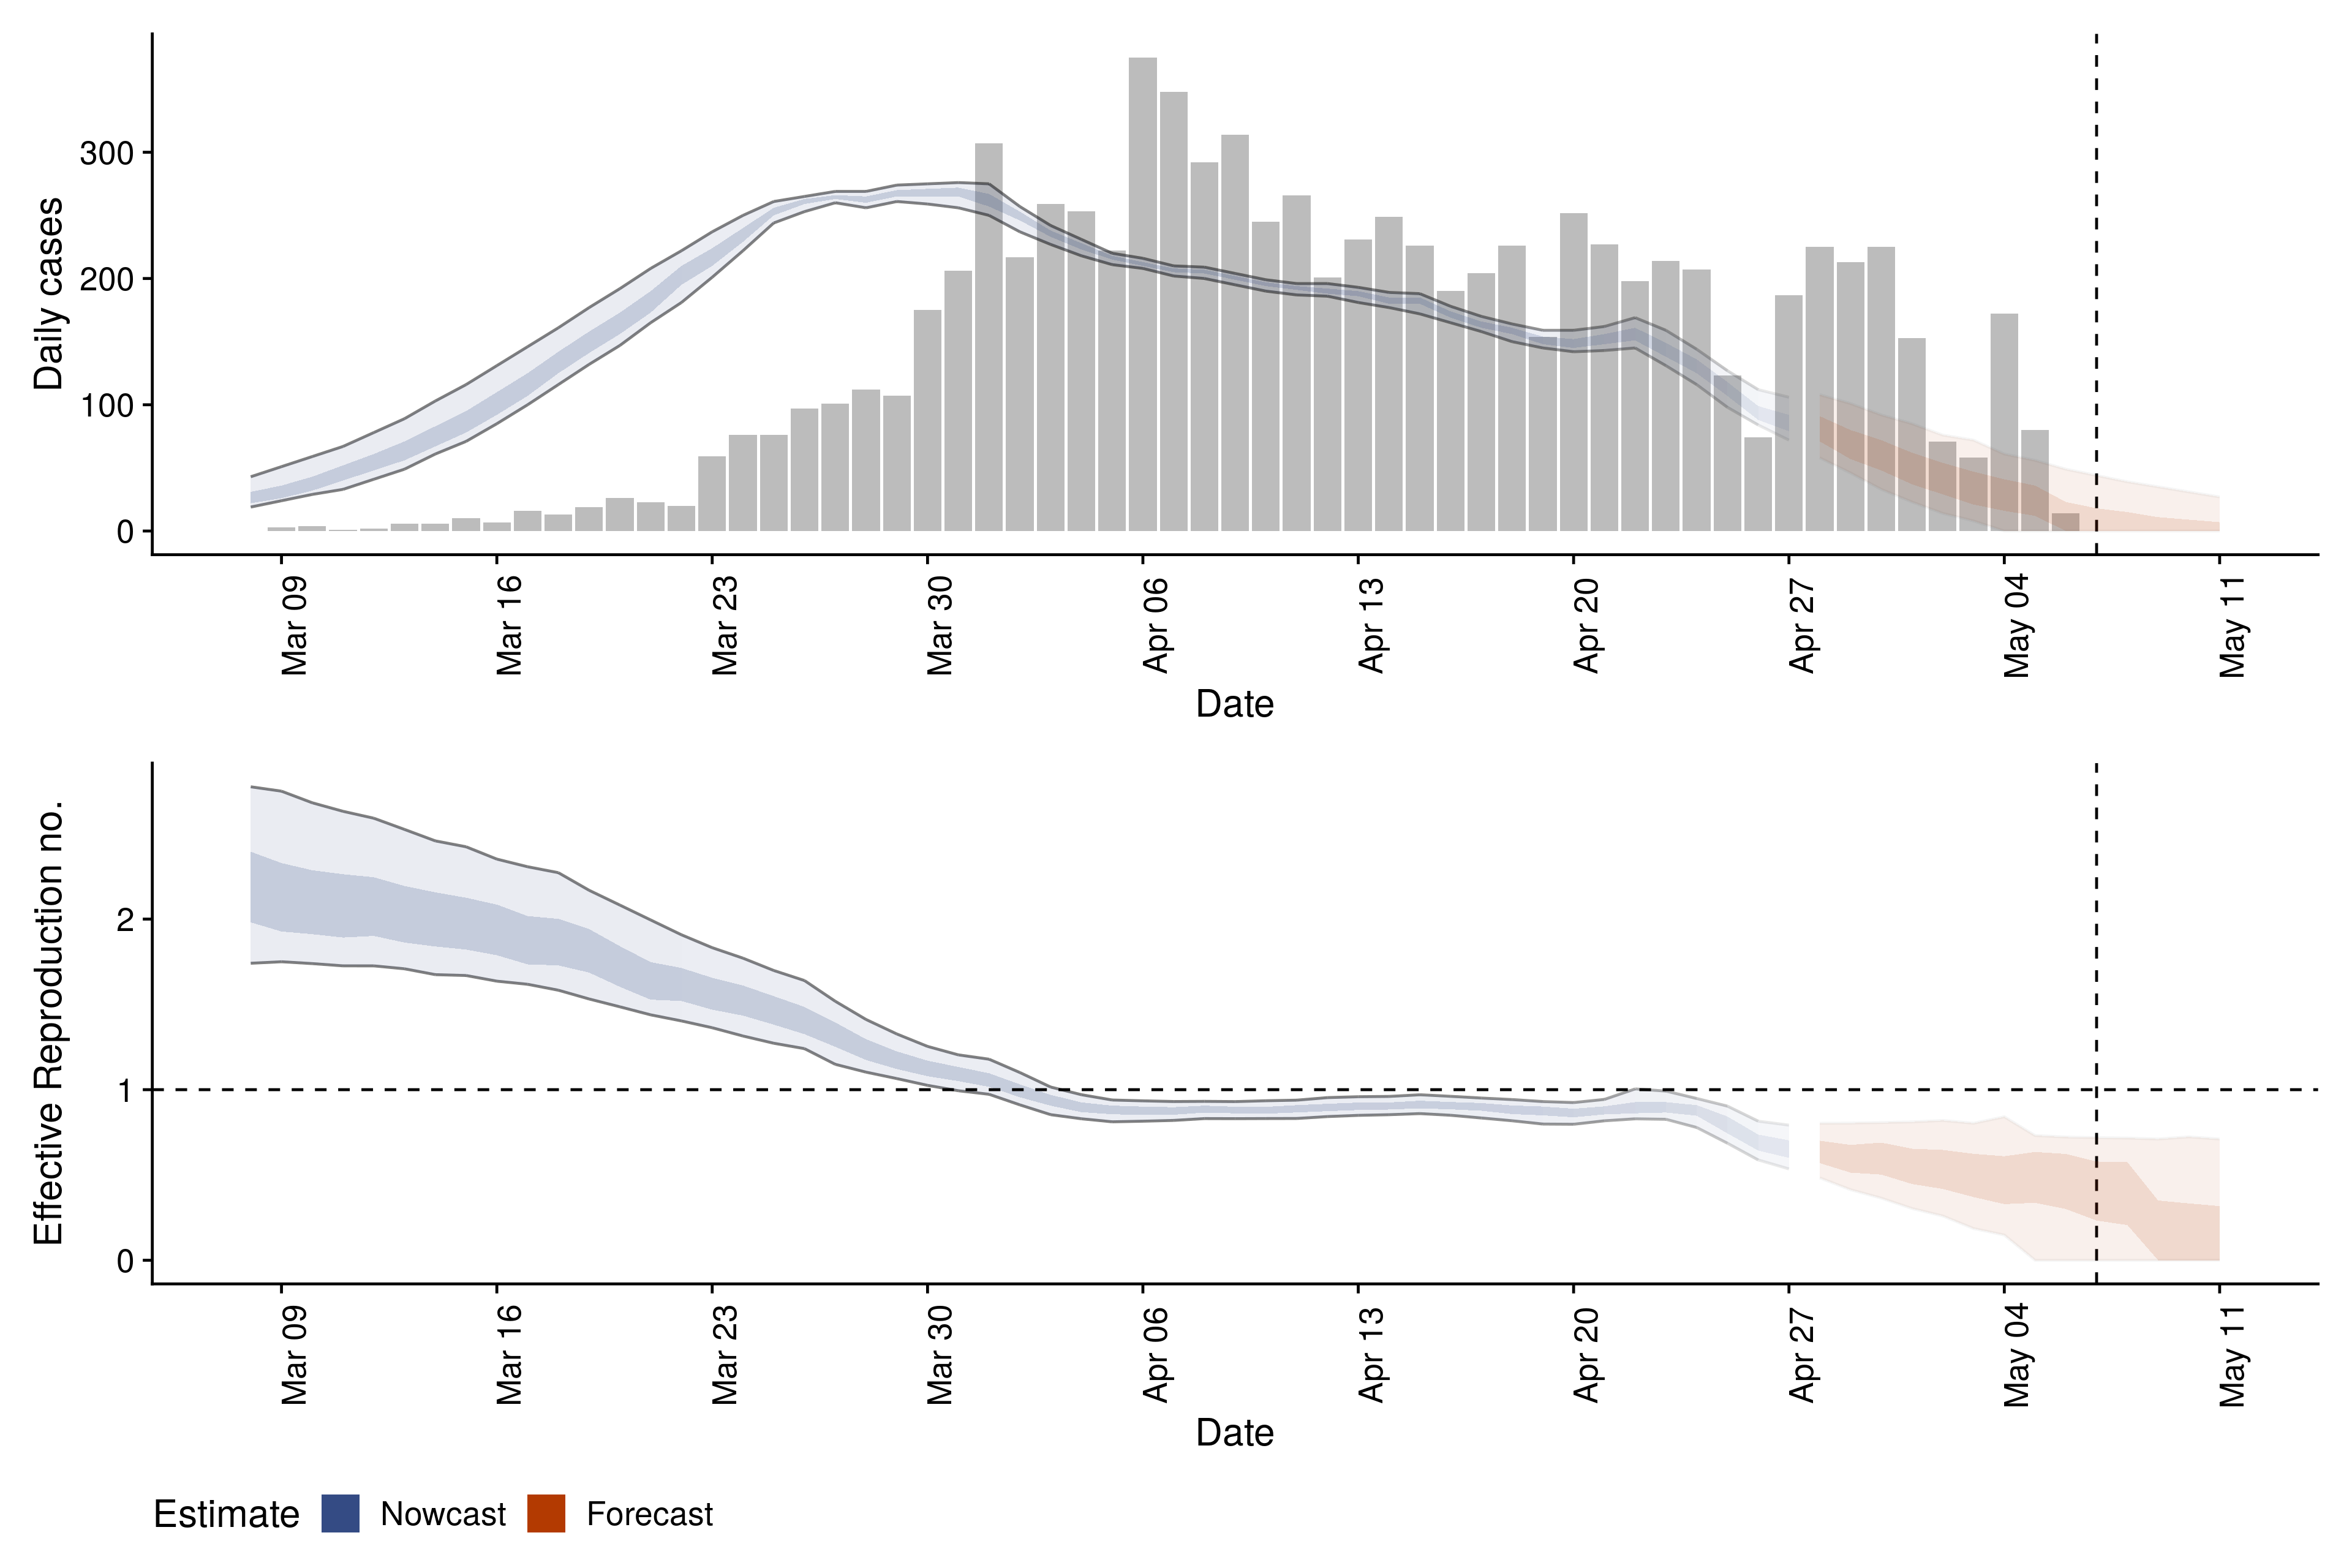 Daily cases
300
200
100
0
Mar 09
Mar 16
Mar 23
Mar 30
Apr 06
Apr 13
Apr 20
Apr 27
May 04
May 11
Date
Effective Reproduction no.
2
1
0
Mar 09
Mar 16
Mar 23
Mar 30
Apr 06
Apr 13
Apr 20
Apr 27
May 04
May 11
Date
Estimate Nowcast Forecast